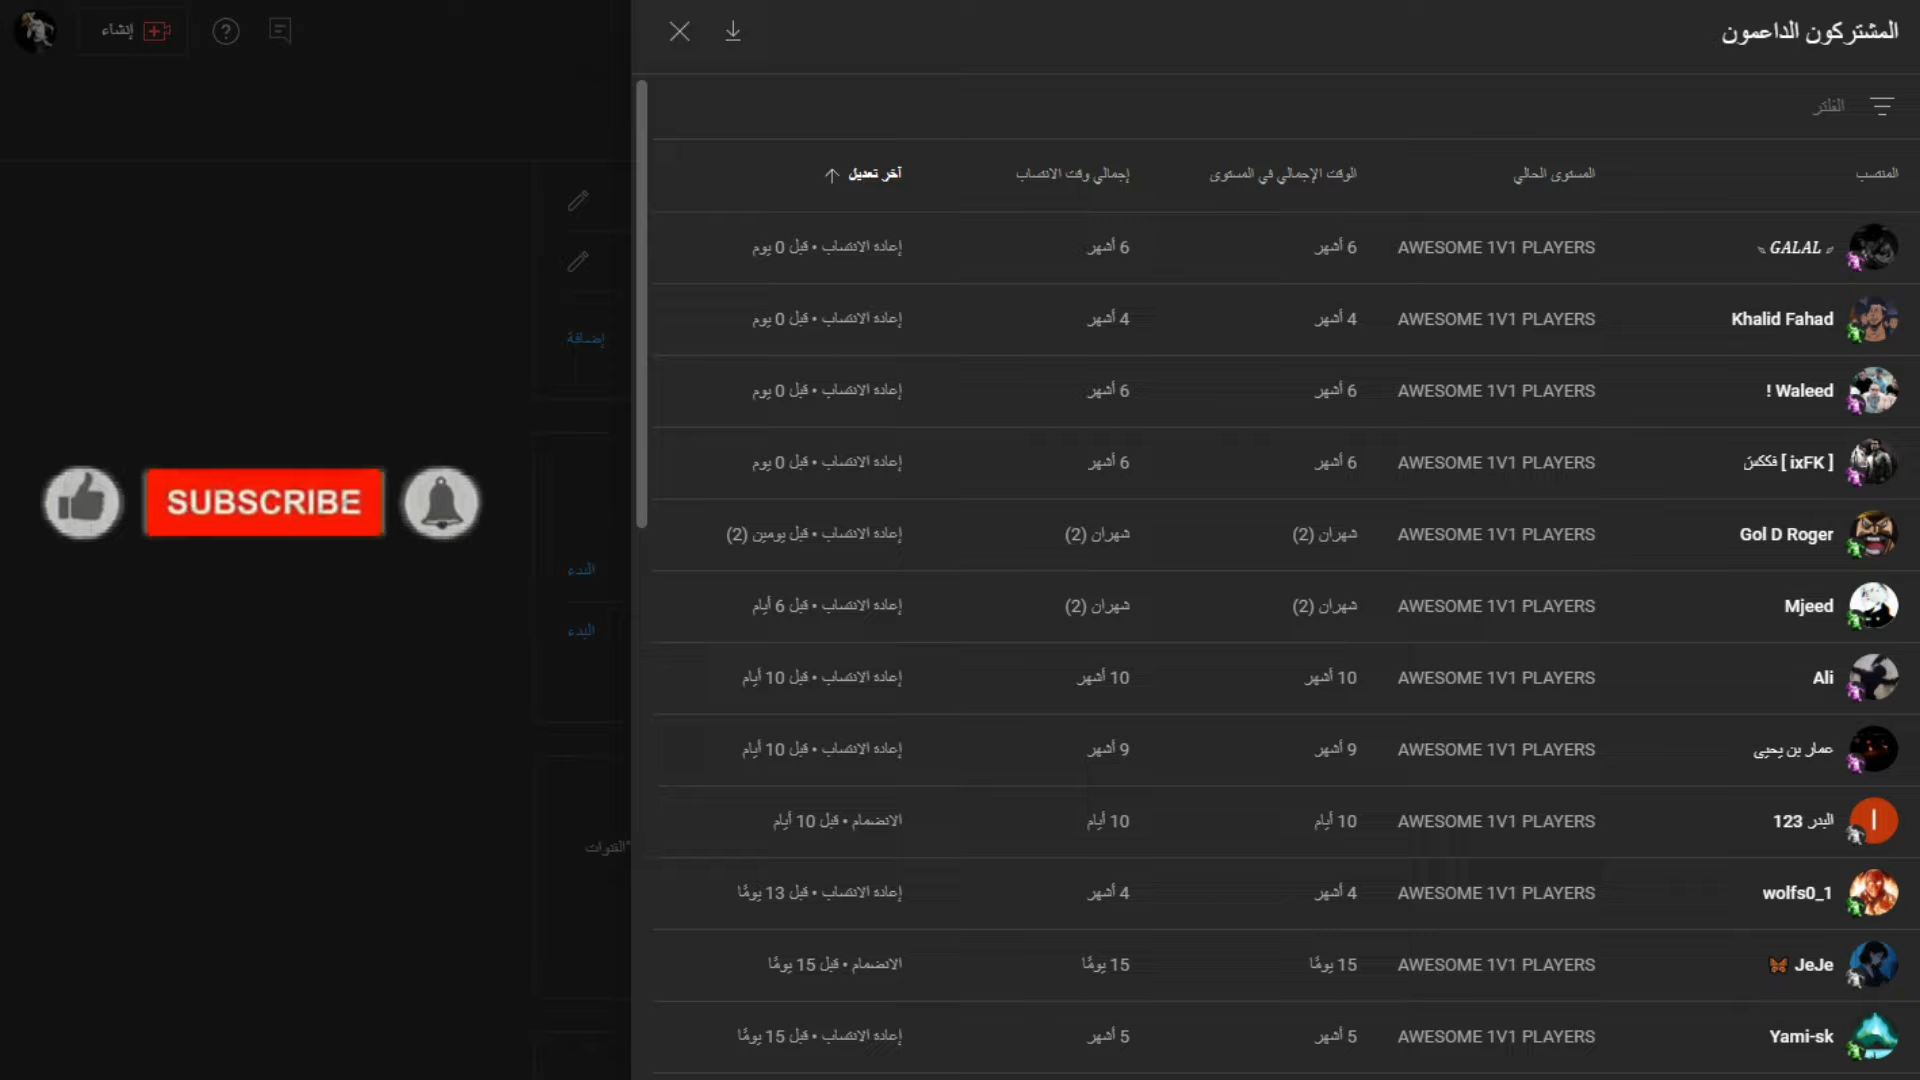 المشتركون الداعمون
إنشاء
الفلتر
المنتسب المستوى الحالي الوقت الإجمالي في المستوى إجمالي وقت الانتساب آخر تعديل
GALAL AWESOME 1V1 PLAYERS 6 أشهر 6 أشهر إعادة الانتساب • قبل 0 يوم
Khalid Fahad AWESOME 1V1 PLAYERS 4 أشهر 4 أشهر إعادة الانتساب • قبل 0 يوم
! Waleed AWESOME 1V1 PLAYERS 6 أشهر 6 أشهر إعادة الانتساب • قبل 0 يوم
[ ixFK ] فككسن AWESOME 1V1 PLAYERS 6 أشهر 6 أشهر إعادة الانتساب • قبل 0 يوم
Gol D Roger AWESOME 1V1 PLAYERS شهران (2) شهران (2) إعادة الانتساب • قبل يومين (2)
Mjeed AWESOME 1V1 PLAYERS شهران (2) شهران (2) إعادة الانتساب • قبل 6 أيام
Ali AWESOME 1V1 PLAYERS 10 أشهر 10 أشهر إعادة الانتساب • قبل 10 أيام
عمار بن يحيى AWESOME 1V1 PLAYERS 9 أشهر 9 أشهر إعادة الانتساب • قبل 10 أيام
البدر 123 AWESOME 1V1 PLAYERS 10 أيام 10 أيام الانضمام • قبل 10 أيام
wolfs0_1 AWESOME 1V1 PLAYERS 4 أشهر 4 أشهر إعادة الانتساب • قبل 13 يومًا
JeJe 🦋 AWESOME 1V1 PLAYERS 15 يومًا 15 يومًا الانضمام • قبل 15 يومًا
Yami-sk AWESOME 1V1 PLAYERS 5 أشهر 5 أشهر إعادة الانتساب • قبل 15 يومًا
إضافة
SUBSCRIBE
البدء
البدء
"القنوات